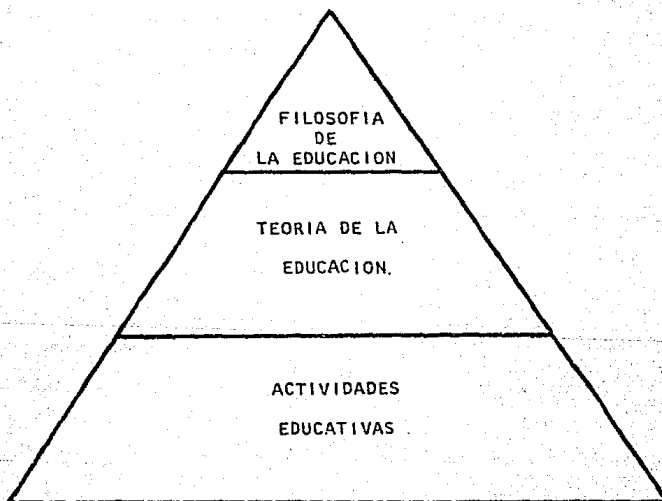 FILOSOFIA
DE
LA EDUCACION
TEORIA DE LA
EDUCACION.
ACTIVIDADES
EDUCATIVAS